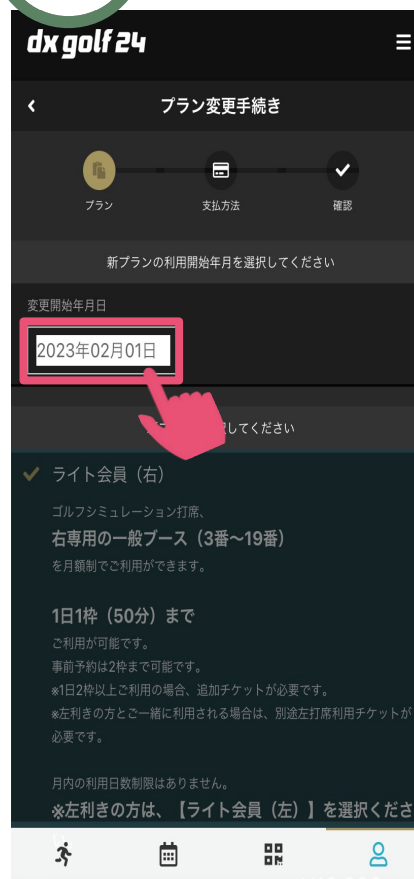 dx golf 24
プラン変更手続き
プラン
支払方法
確認
新プランの利用開始年月を選択してください
変更開始年月日
2023年02月01日
してください
ライト会員（右）
ゴルフシミュレーション打席、
右専用の一般ブース（3番〜19番）
を月額制でご利用ができます。
1日1枠（50分）まで
ご利用が可能です。
事前予約は2枠まで可能です。
※1日2枠以上ご利用の場合、追加チケットが必要です。
※左利きの方とご一緒に利用される場合は、別途左打席利用チケットが
必要です。
月内の利用日数制限はありません。
※左利きの方は、【ライト会員（左）】を選択くださ